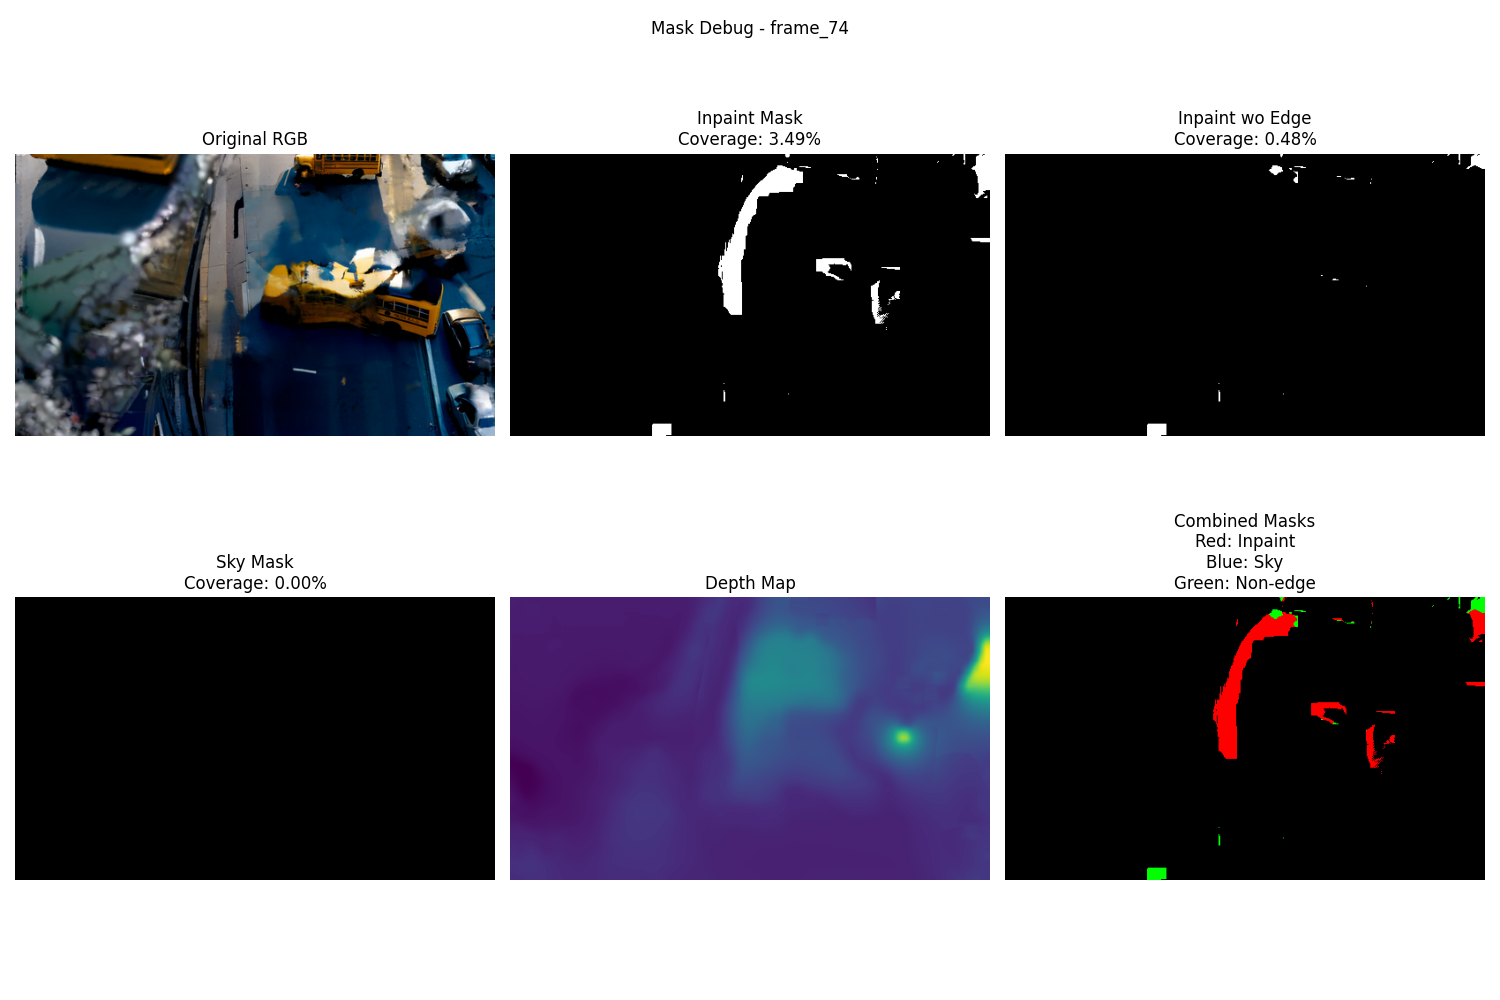 Mask Debug - frame_74
Original RGB
Inpaint Mask
Coverage: 3.49%
Inpaint wo Edge
Coverage: 0.48%
Sky Mask
Coverage: 0.00%
Depth Map
Combined Masks
Red: Inpaint
Blue: Sky
Green: Non-edge